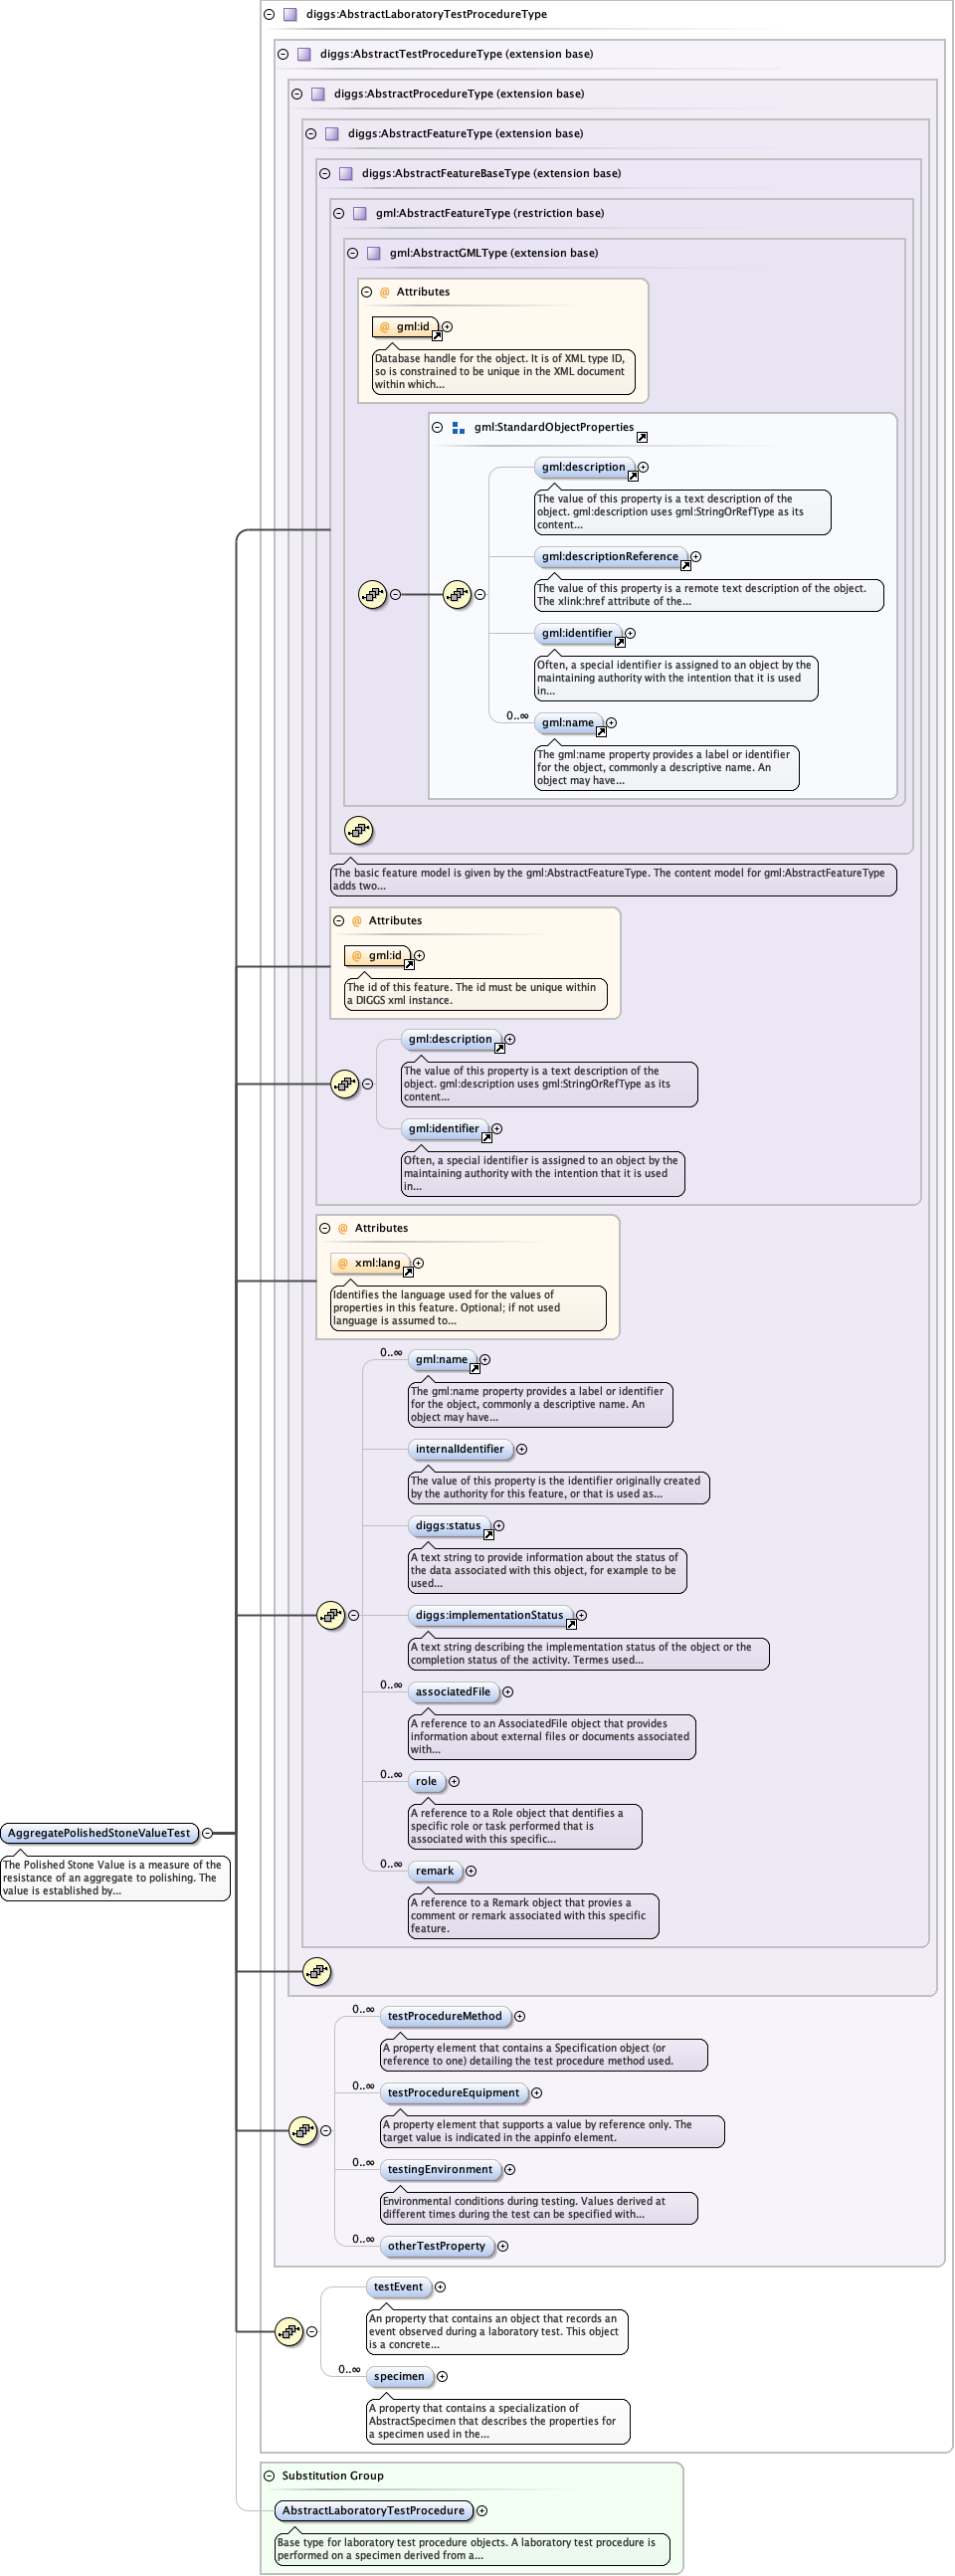 diggs:AbstractLaboratoryTestProcedureType
diggs:AbstractTestProcedureType (extension base)
diggs:AbstractProcedureType (extension base)
diggs:AbstractFeatureType (extension base)
diggs:AbstractFeatureBaseType (extension base)
gml:AbstractFeatureType (restriction base)
gml:AbstractGMLType (extension base)
@ Attributes
@ gml:id
Database handle for the object. It is of XML type ID,
so is constrained to be unique in the XML document
within which...
gml:StandardObjectProperties
gml:description
The value of this property is a text description of the
object. gml:description uses gml:StringOrRefType as its
content...
gml:descriptionReference
The value of this property is a remote text description of the object.
The xlink:href attribute of the...
gml:identifier
Often, a special identifier is assigned to an object by the
maintaining authority with the intention that it is used
in...
0..∞
gml:name
The gml:name property provides a label or identifier
for the object, commonly a descriptive name. An
object may have...
The basic feature model is given by the gml:AbstractFeatureType. The content model for gml:AbstractFeatureType
adds two...
@ Attributes
@ gml:id
The id of this feature. The id must be unique within
a DIGGS xml instance.
gml:description
The value of this property is a text description of the
object. gml:description uses gml:StringOrRefType as its
content...
gml:identifier
Often, a special identifier is assigned to an object by the
maintaining authority with the intention that it is used
in...
@ Attributes
@ xml:lang
Identifies the language used for the values of
properties in this feature. Optional; if not used
language is assumed to...
0..∞
gml:name
The gml:name property provides a label or identifier
for the object, commonly a descriptive name. An
object may have...
internalIdentifier
The value of this property is the identifier originally created
by the authority for this feature, or that is used as...
diggs:status
A text string to provide information about the status of
the data associated with this object, for example to be
used...
diggs:implementationStatus
A text string describing the implementation status of the object or the
completion status of the activity. Termes used...
0..∞
associatedFile
A reference to an AssociatedFile object that provides
information about external files or documents associated
with...
0..∞
role
A reference to a Role object that dentifies a
specific role or task performed that is
associated with this specific...
AggregatePolishedStoneValueTest
The Polished Stone Value is a measure of the
resistance of an aggregate to polishing. The
value is established by...
0..∞
remark
A reference to a Remark object that provies a
comment or remark associated with this specific
feature.
0..∞
testProcedureMethod
A property element that contains a Specification object (or
reference to one) detailing the test procedure method used.
0..∞
testProcedureEquipment
A property element that supports a value by reference only. The
target value is indicated in the appinfo element.
0..∞
testingEnvironment
Environmental conditions during testing. Values derived at
different times during the test can be specified with...
0..∞
otherTestProperty
testEvent
An property that contains an object that records an
event observed during a laboratory test. This object
is a concrete...
0..∞
specimen
A property that contains a specialization of
AbstractSpecimen that describes the properties for
a specimen used in the...
Substitution Group
AbstractLaboratoryTestProcedure
Base type for laboratory test procedure objects. A laboratory test procedure is
performed on a specimen derived from a...